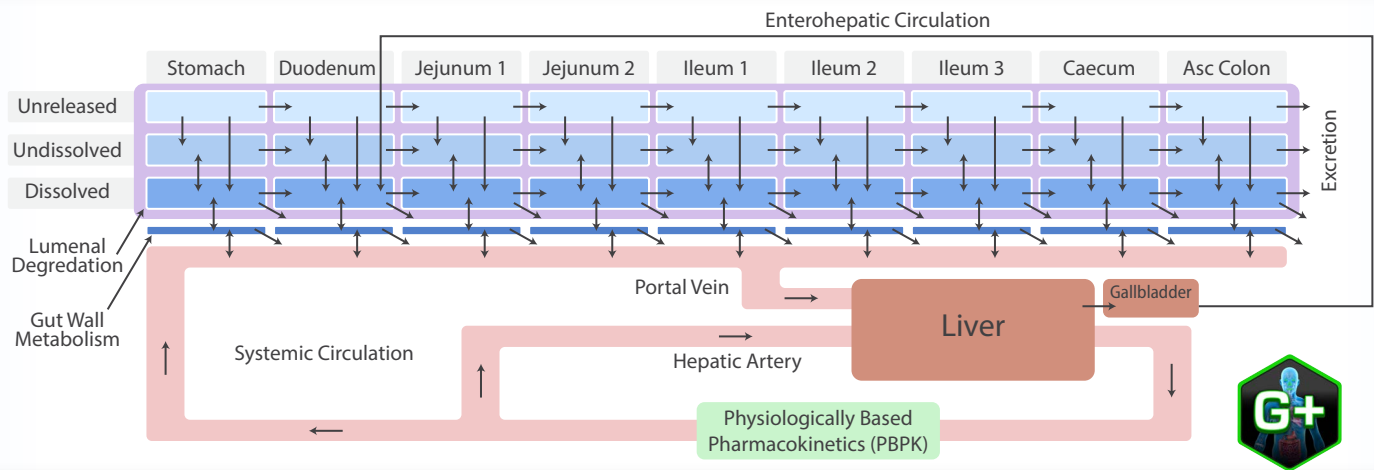 Enterohepatic Circulation
Stomach
Duodenum
Jejunum 1
Jejunum 2
Ileum 1
Ileum 2
Ileum 3
Caecum
Asc Colon
Unreleased
Undissolved
Dissolved
Excretion
Lumenal
Degredation
Gut Wall
Metabolism
Portal Vein
Liver
Gallbladder
Systemic Circulation
Hepatic Artery
Physiologically Based
Pharmacokinetics (PBPK)
G+